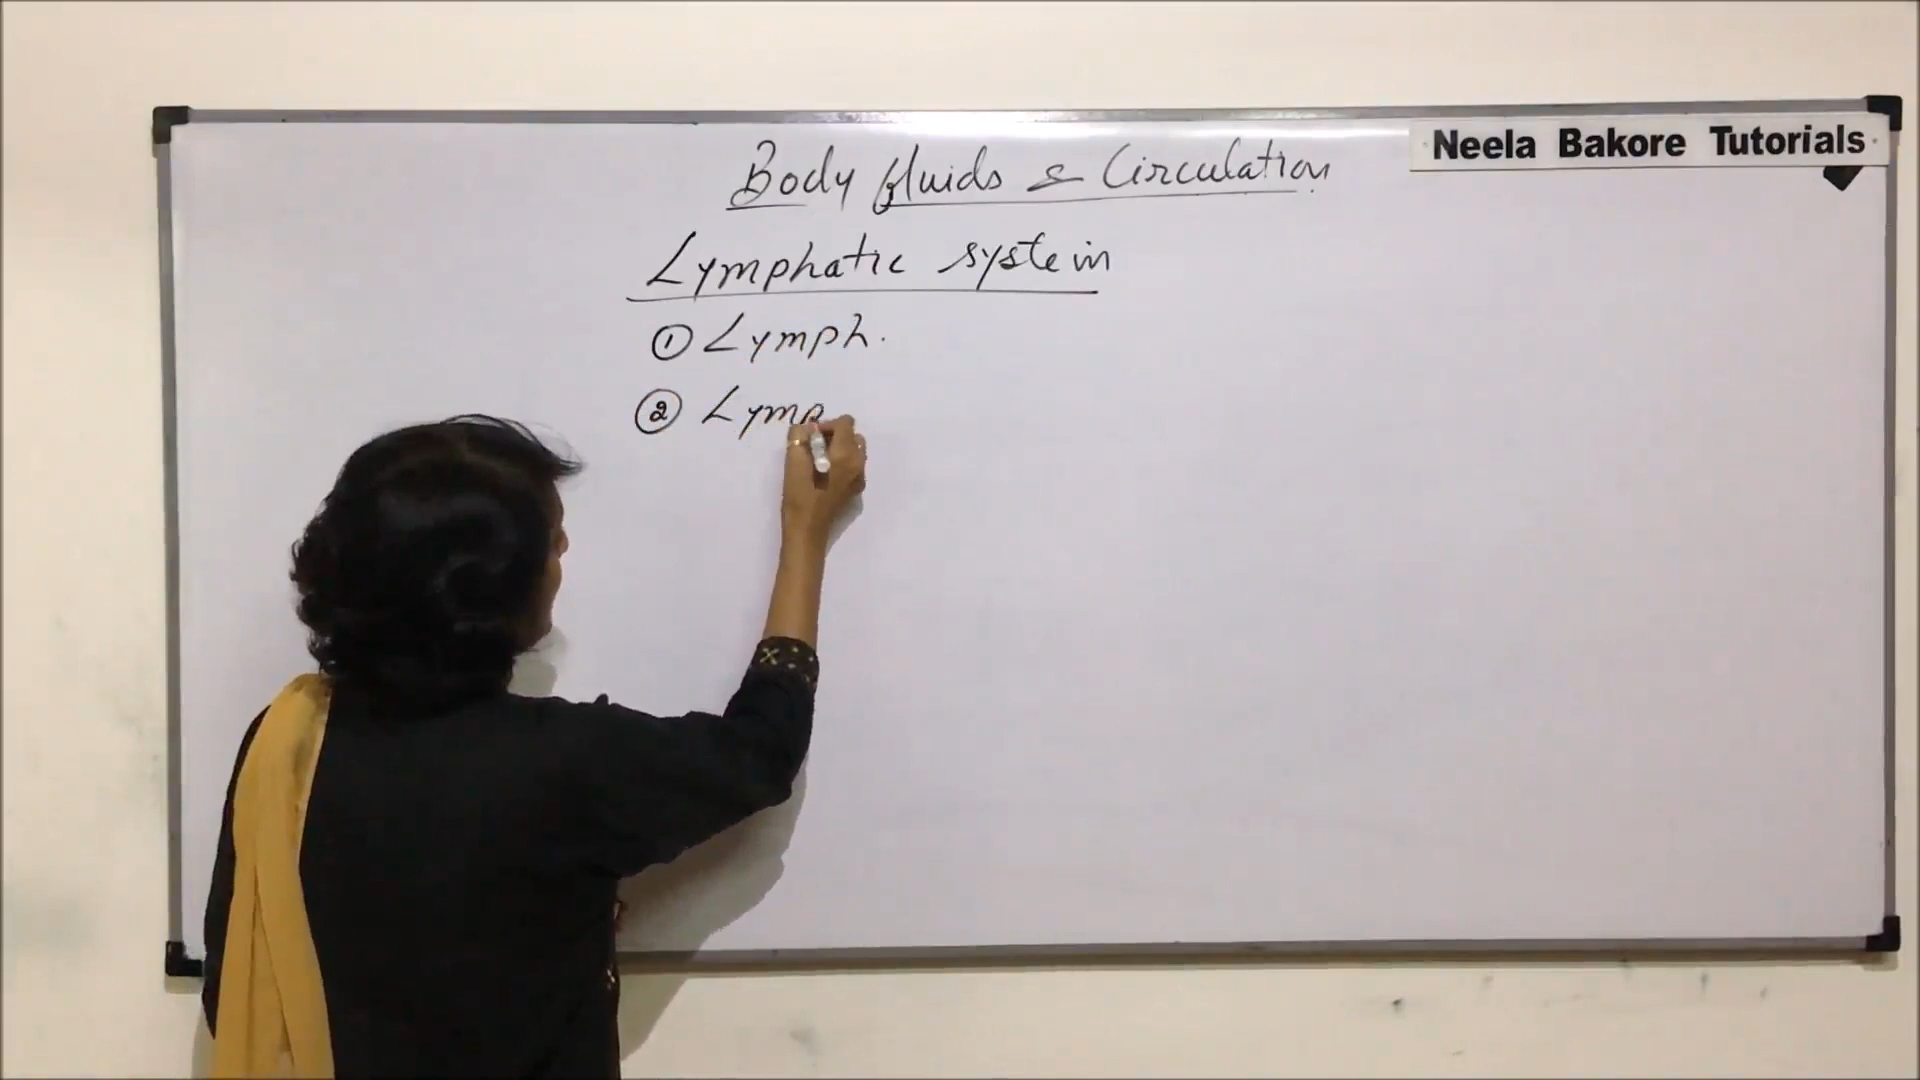 Neela Bakore Tutorials
Body fluids & Circulation
Lymphatic system
① Lymph.
② Lymp